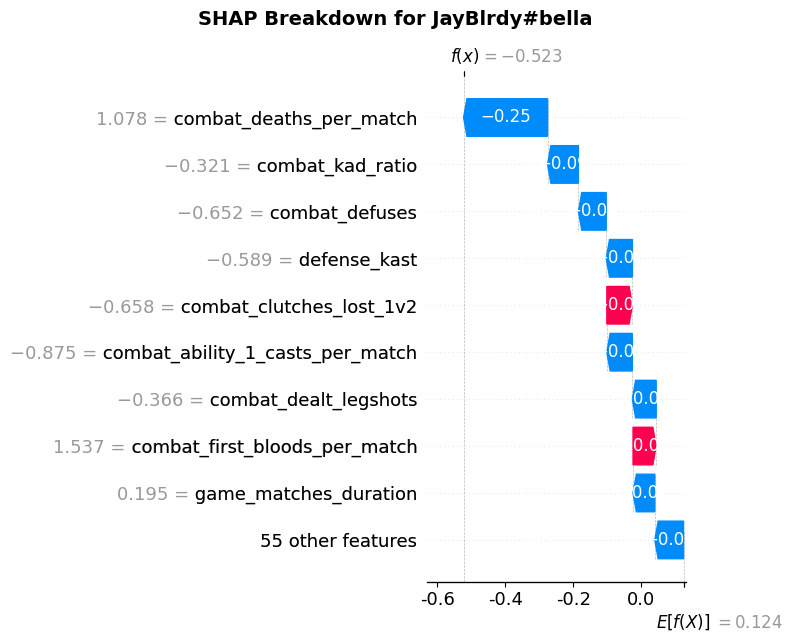 SHAP Breakdown for JayBlrdy#bella
f(x) = −0.523
1.078 = combat_deaths_per_match
−0.25
−0.321 = combat_kad_ratio
−0.652 = combat_defuses
−0.589 = defense_kast
−0.658 = combat_clutches_lost_1v2
−0.875 = combat_ability_1_casts_per_match
−0.366 = combat_dealt_legshots
1.537 = combat_first_bloods_per_match
0.195 = game_matches_duration
55 other features
-0.6 -0.4 -0.2 0.0
E[f(X)] = 0.124